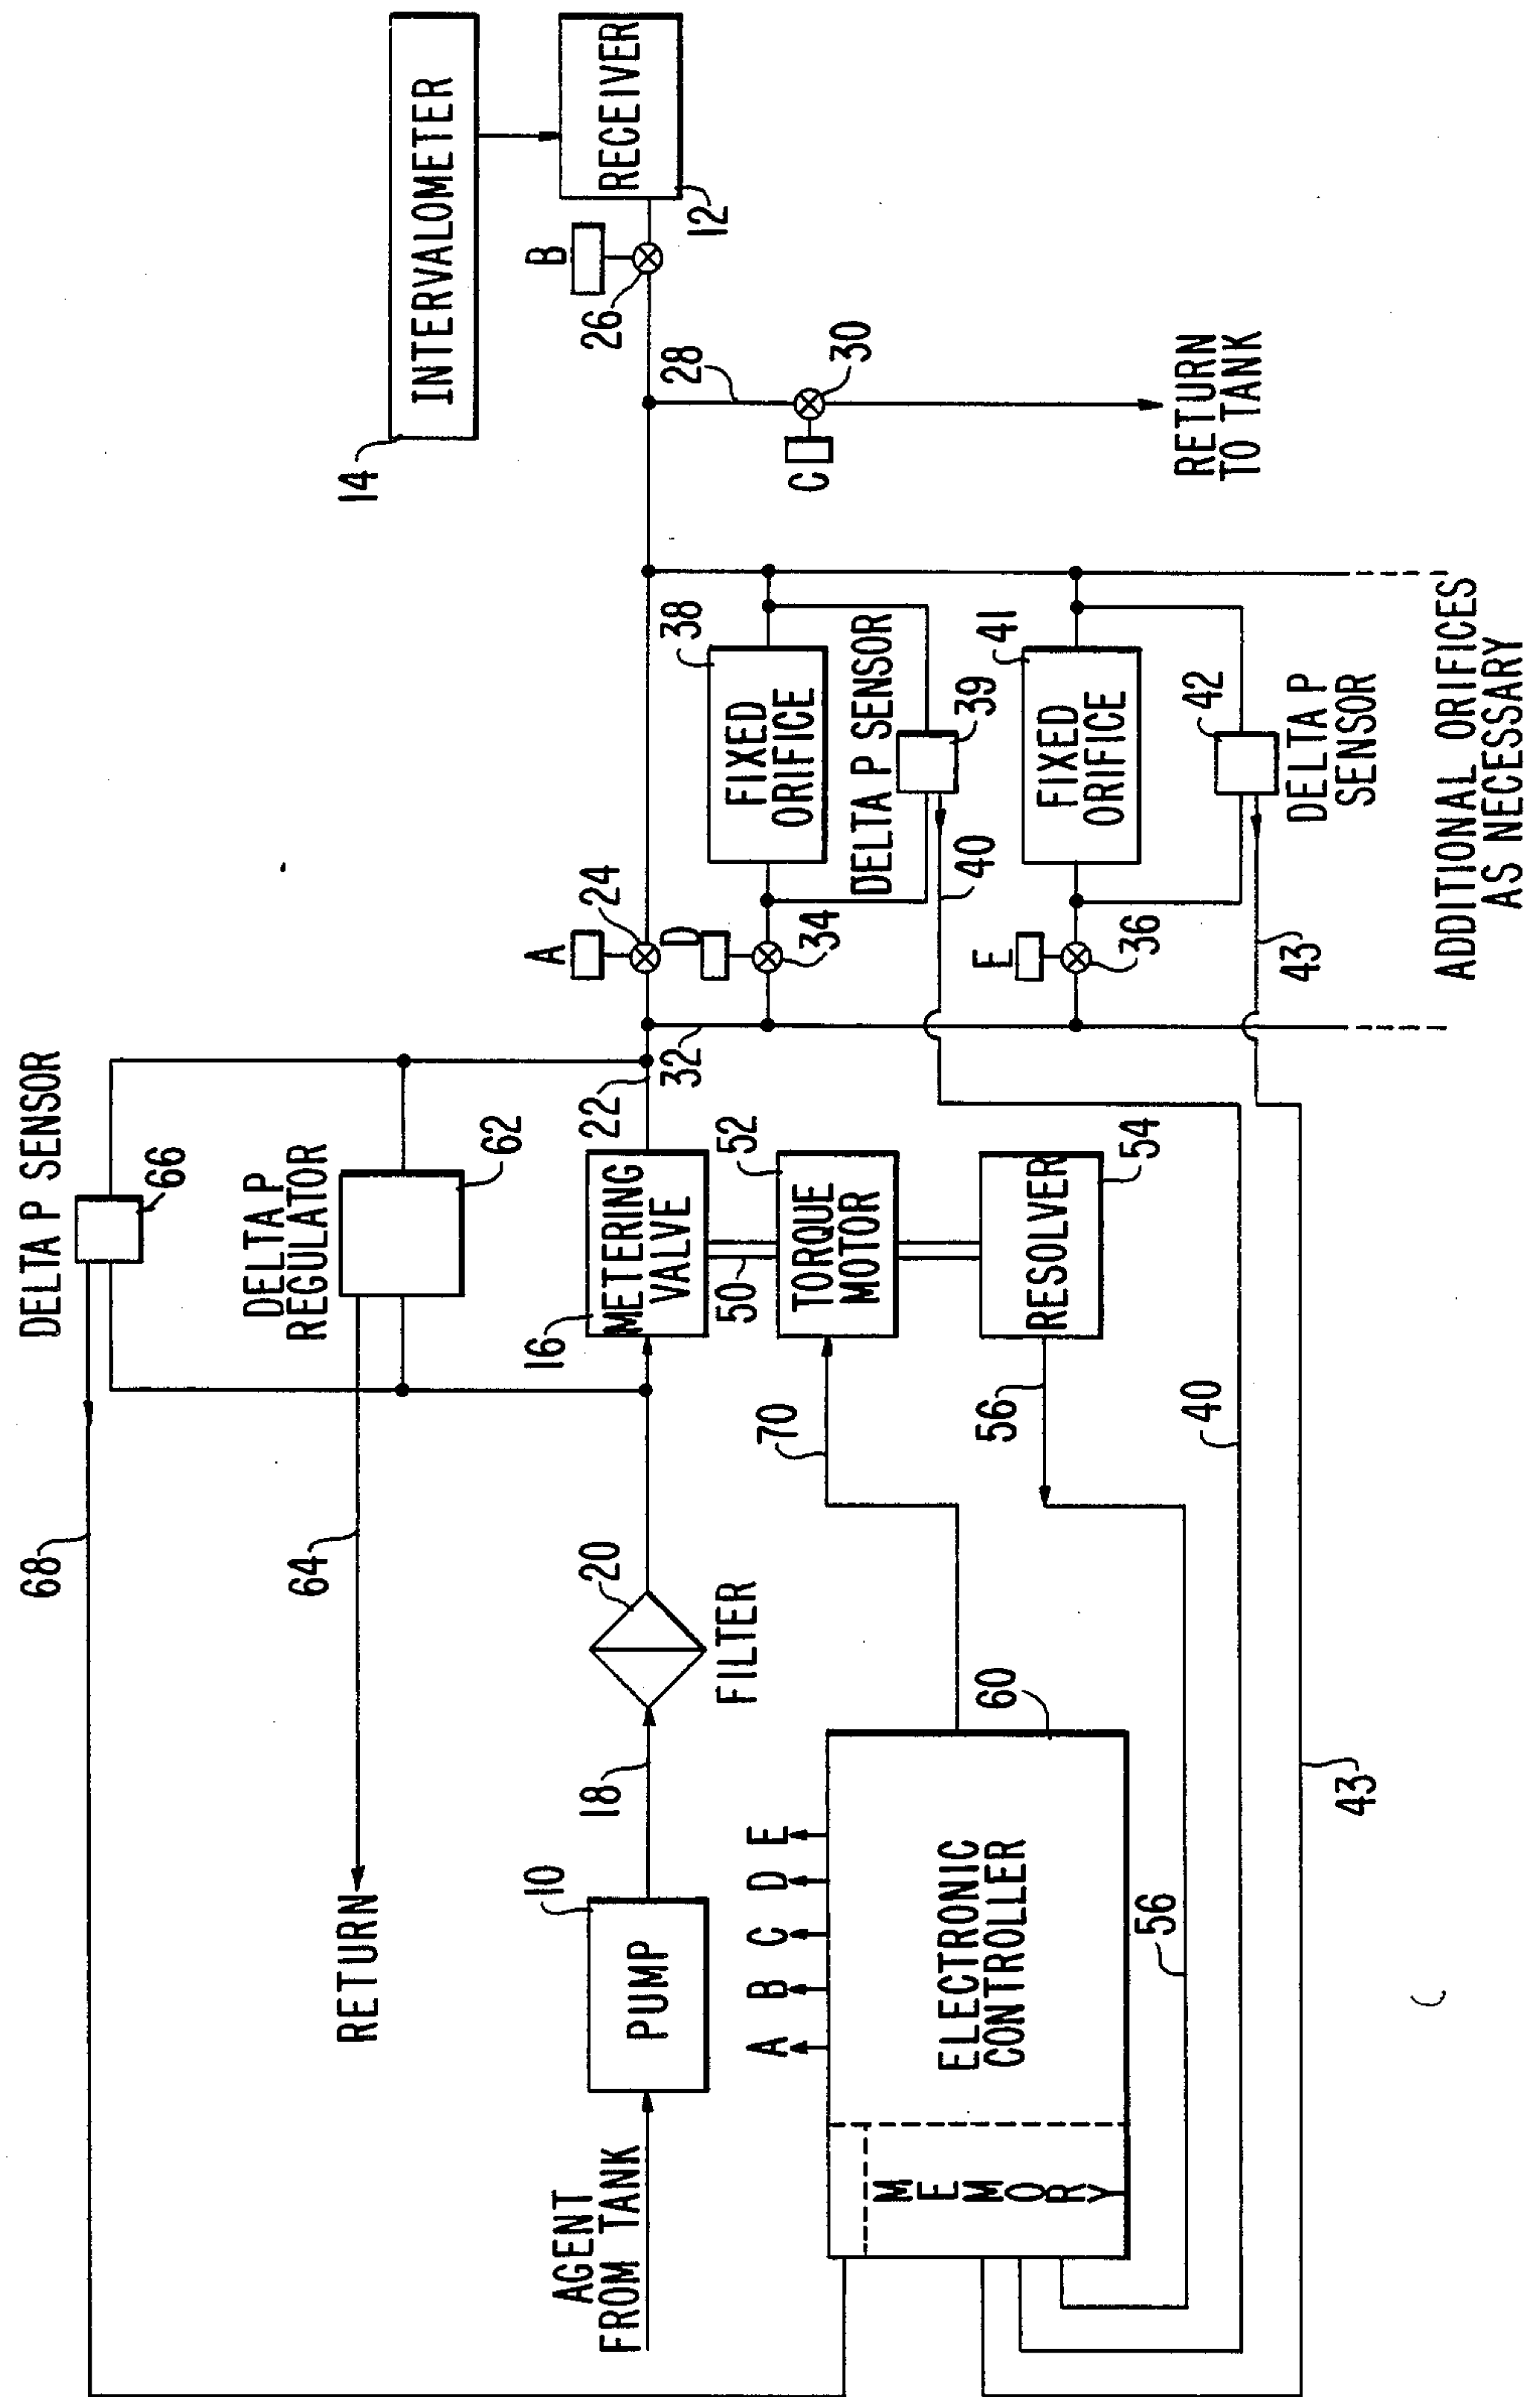 DELTA P SENSOR
66
68
DELTA P
REGULATOR
62
64
RETURN
INTERVALOMETER
14
RECEIVER
12
B
26
AGENT
FROM TANK
PUMP
10
18
20
FILTER
METERING
VALVE
16
22
32
A
24
28
30
C
RETURN
TO TANK
50
TORQUE
MOTOR
52
70
RESOLVER
54
56
D
34
FIXED
ORIFICE
38
DELTA P SENSOR
39
40
E
36
FIXED
ORIFICE
41
42
DELTA P
SENSOR
43
ADDITIONAL ORIFICES
AS NECESSARY
A B C D E
MEMORY
ELECTRONIC
CONTROLLER
60
56
40
43